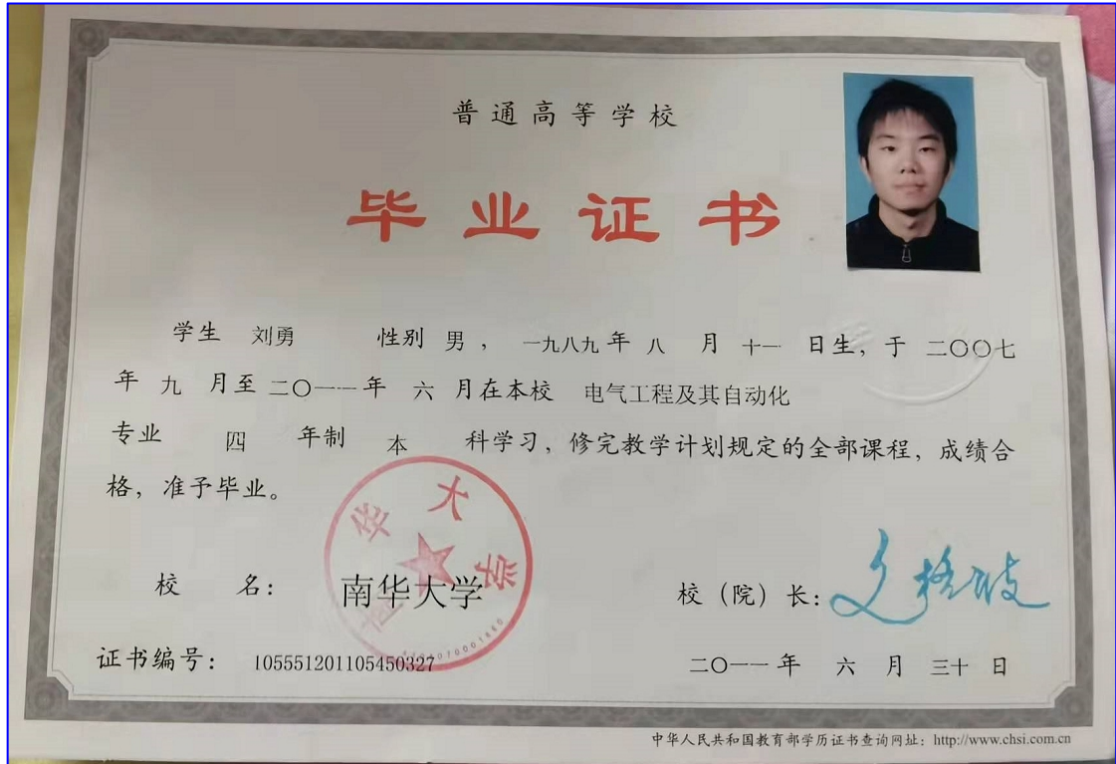 普通高等学校
毕业证书
学生 刘勇 性别 男 ， 一九八九 年 八 月 十一 日生，于 二〇〇七
年 九 月至 二〇一一 年 六 月在本校 电气工程及其自动化
专业 四 年制 本 科学习，修完教学计划规定的全部课程，成绩合
格，准予毕业。
南华大学
校 名： 南华大学
校（院）长：
证书编号： 105551201105450327
二〇一一 年 六 月 三十 日
中华人民共和国教育部学历证书查询网址：http://www.chsi.com.cn